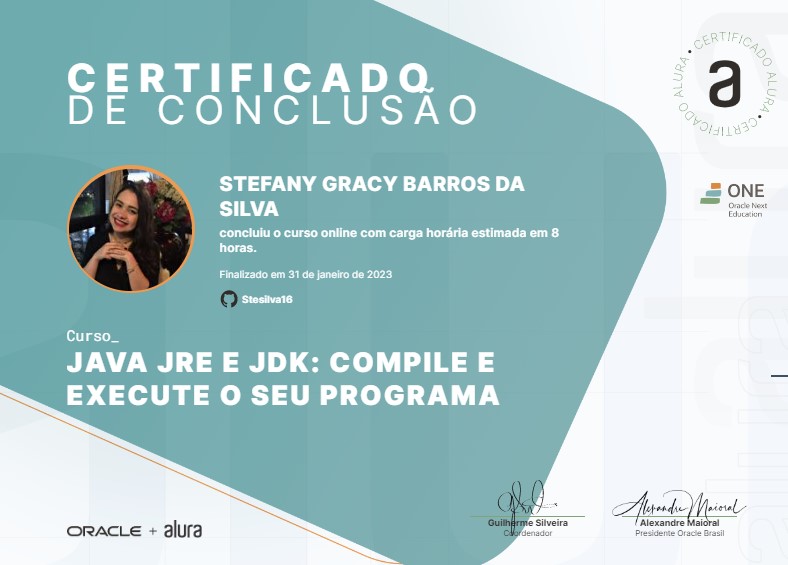 CERTIFICADO
DE CONCLUSÃO
CERTIFICADO ALURA • CERTIFICADO ALURA •
a
ONE
Oracle Next
Education
STEFANY GRACY BARROS DA
SILVA
concluiu o curso online com carga horária estimada em 8
horas.
Finalizado em 31 de janeiro de 2023
Stesilva16
Curso_
JAVA JRE E JDK: COMPILE E
EXECUTE O SEU PROGRAMA
ORACLE + alura
Guilherme Silveira
Coordenador
Alexandre Maioral
Alexandre Maioral
Presidente Oracle Brasil